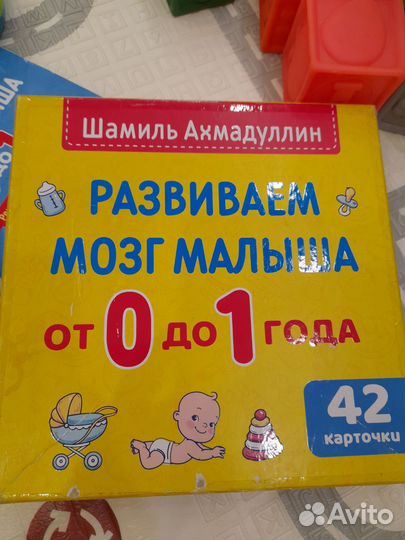 Шамиль Ахмадуллин
РАЗВИВАЕМ
МОЗГ МАЛЫША
ОТ 0 ДО 1 ГОДА
42
карточки
Avito